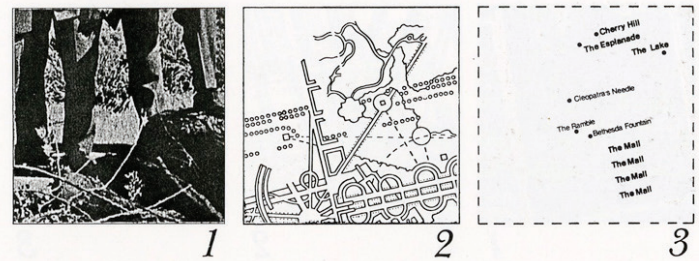 Cherry Hill
The Esplanade
The Lake
Cleopatra's Needle
The Ramble
Bethesda Fountain
The Mall
The Mall
The Mall
The Mall
1
2
3